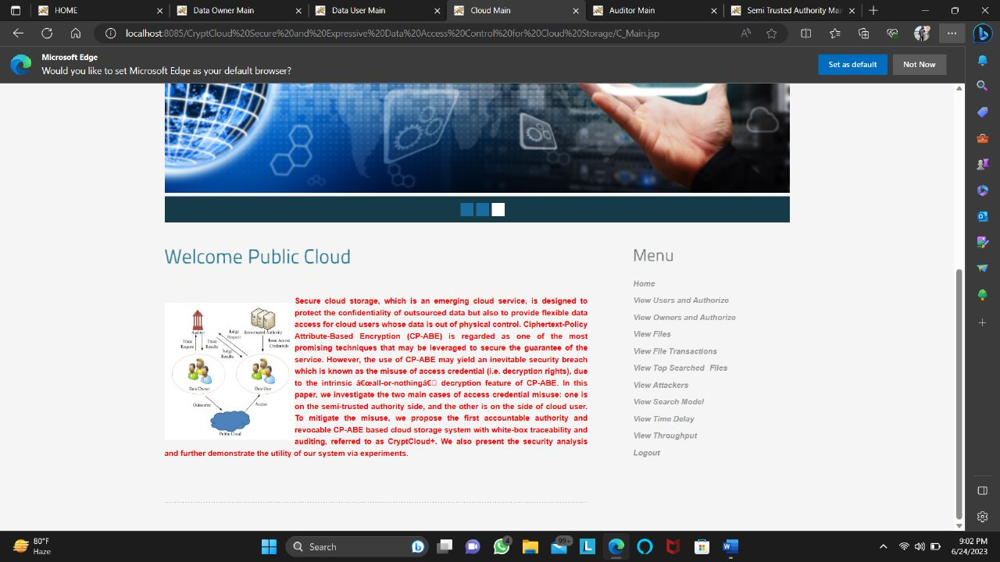 HOME
Data Owner Main
Data User Main
Cloud Main
Auditor Main
Semi Trusted Authority Mai
localhost:8085/CryptCloud%20Secure%20and%20Expressive%20Data%20Access%20Control%20for%20Cloud%20Storage/C_Main.jsp
Microsoft Edge
Would you like to set Microsoft Edge as your default browser?
Set as default
Not Now
Welcome Public Cloud
Secure cloud storage, which is an emerging cloud service, is designed to
protect the confidentiality of outsourced data but also to provide flexible data
access for cloud users whose data is out of physical control. Ciphertext-Policy
Attribute-Based Encryption (CP-ABE) is regarded as one of the most
promising techniques that may be leveraged to secure the guarantee of the
service. However, the use of CP-ABE may yield an inevitable security breach
which is known as the misuse of access credential (i.e. decryption rights), due
to the intrinsic â€œall-or-nothingâ€ decryption feature of CP-ABE. In this
paper, we investigate the two main cases of access credential misuse: one is
on the semi-trusted authority side, and the other is on the side of cloud user.
To mitigate the misuse, we propose the first accountable authority and
revocable CP-ABE based cloud storage system with white-box traceability and
auditing, referred to as CryptCloud+. We also present the security analysis
and further demonstrate the utility of our system via experiments.
Auditor
Semi-trusted Authority
Judge
Request
Trace
Request
Trace
Results
Judge
Results
Issue Access
Credentials
Data Owner
Data User
Outsource
Access
Public Cloud
Menu
Home
View Users and Authorize
View Owners and Authorize
View Files
View File Transactions
View Top Searched Files
View Attackers
View Search Model
View Time Delay
View Throughput
Logout
80°F
Haze
Search
4
99+
L
W
9:02 PM
6/24/2023